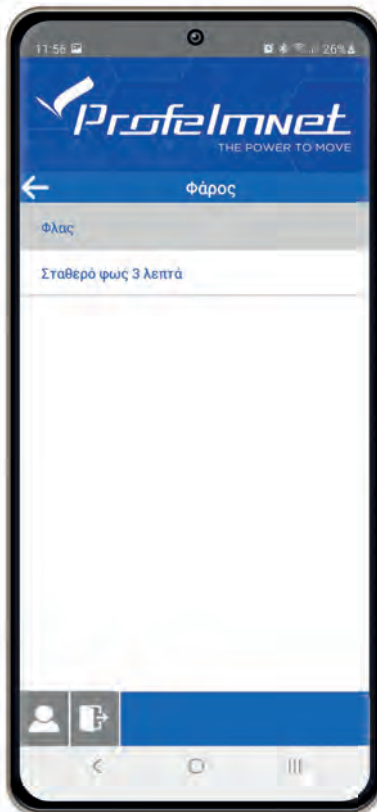 11:56
26%
Profelmnet
THE POWER TO MOVE
Φάρος
Φλας
Σταθερό φως 3 λεπτά